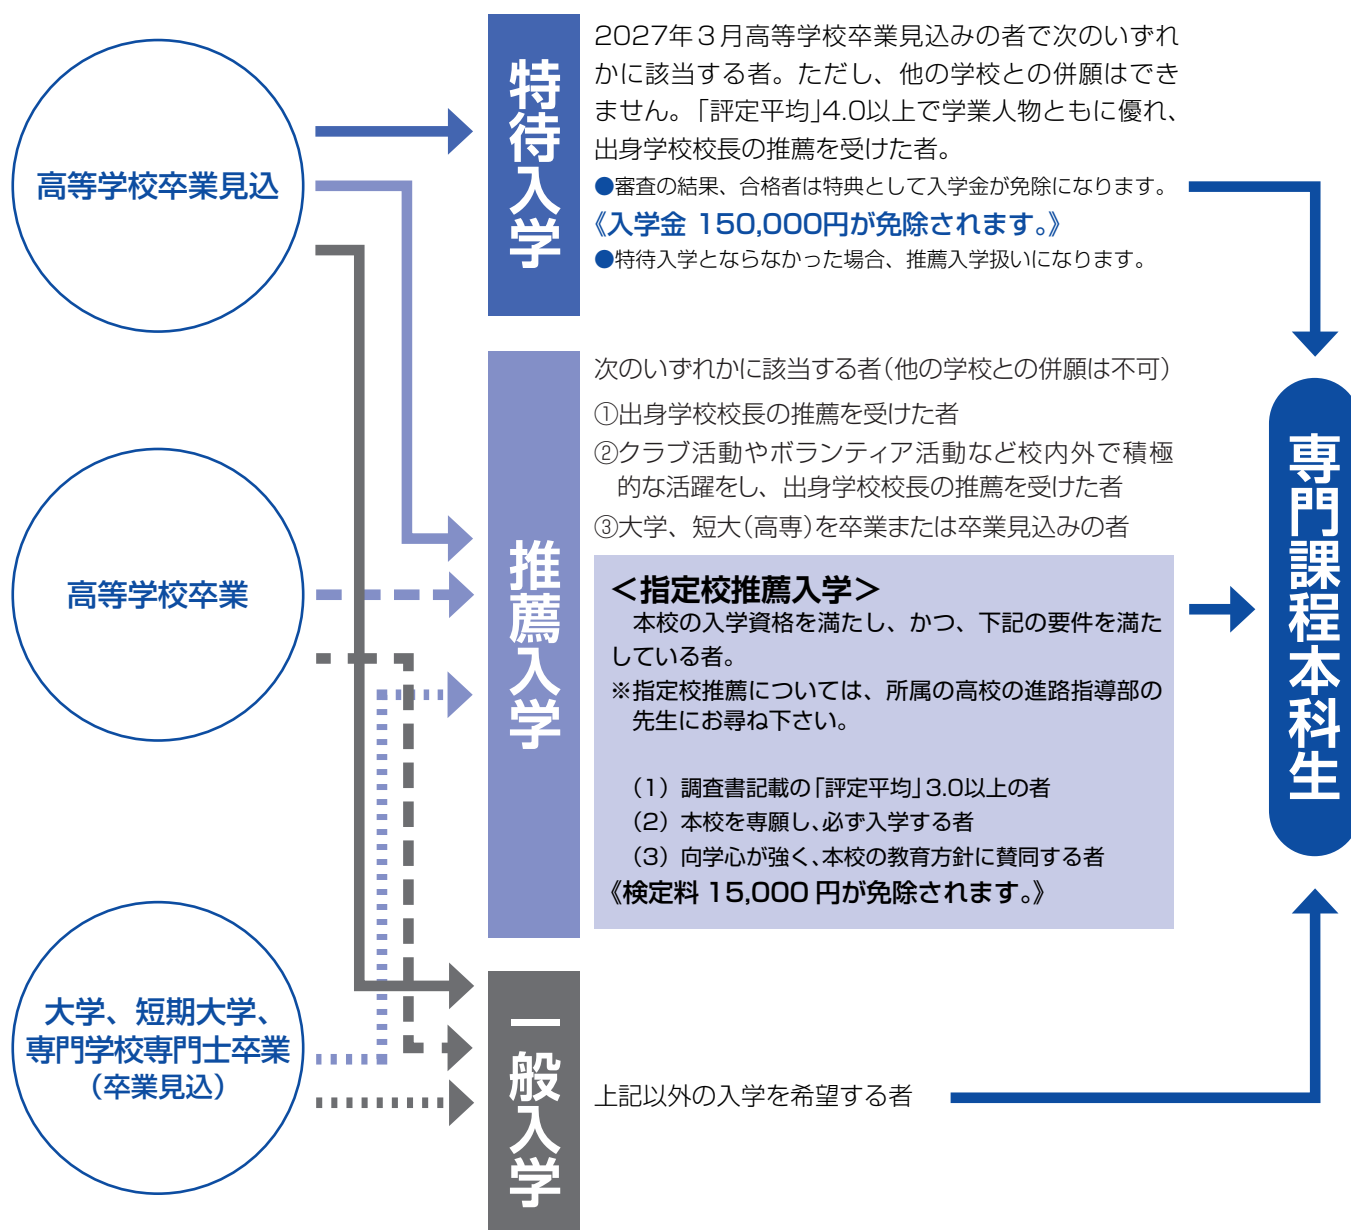 高等学校卒業見込
高等学校卒業
大学、短期大学、
専門学校専門士卒業
（卒業見込）
特待入学
2027年３月高等学校卒業見込みの者で次のいずれ
かに該当する者。ただし、他の学校との併願はでき
ません。「評定平均」4.0以上で学業人物ともに優れ、
出身学校校長の推薦を受けた者。
●審査の結果、合格者は特典として入学金が免除になります。
《入学金 150,000円が免除されます。》
●特待入学とならなかった場合、推薦入学扱いになります。
推薦入学
次のいずれかに該当する者（他の学校との併願は不可）
①出身学校校長の推薦を受けた者
②クラブ活動やボランティア活動など校内外で積極
的な活躍をし、出身学校校長の推薦を受けた者
③大学、短大（高専）を卒業または卒業見込みの者
＜指定校推薦入学＞
本校の入学資格を満たし、かつ、下記の要件を満た
している者。
※指定校推薦については、所属の高校の進路指導部の
先生にお尋ね下さい。
（1）調査書記載の「評定平均」3.0以上の者
（2）本校を専願し、必ず入学する者
（3）向学心が強く、本校の教育方針に賛同する者
《検定料 15,000 円が免除されます。》
一般入学
上記以外の入学を希望する者
専門課程本科生